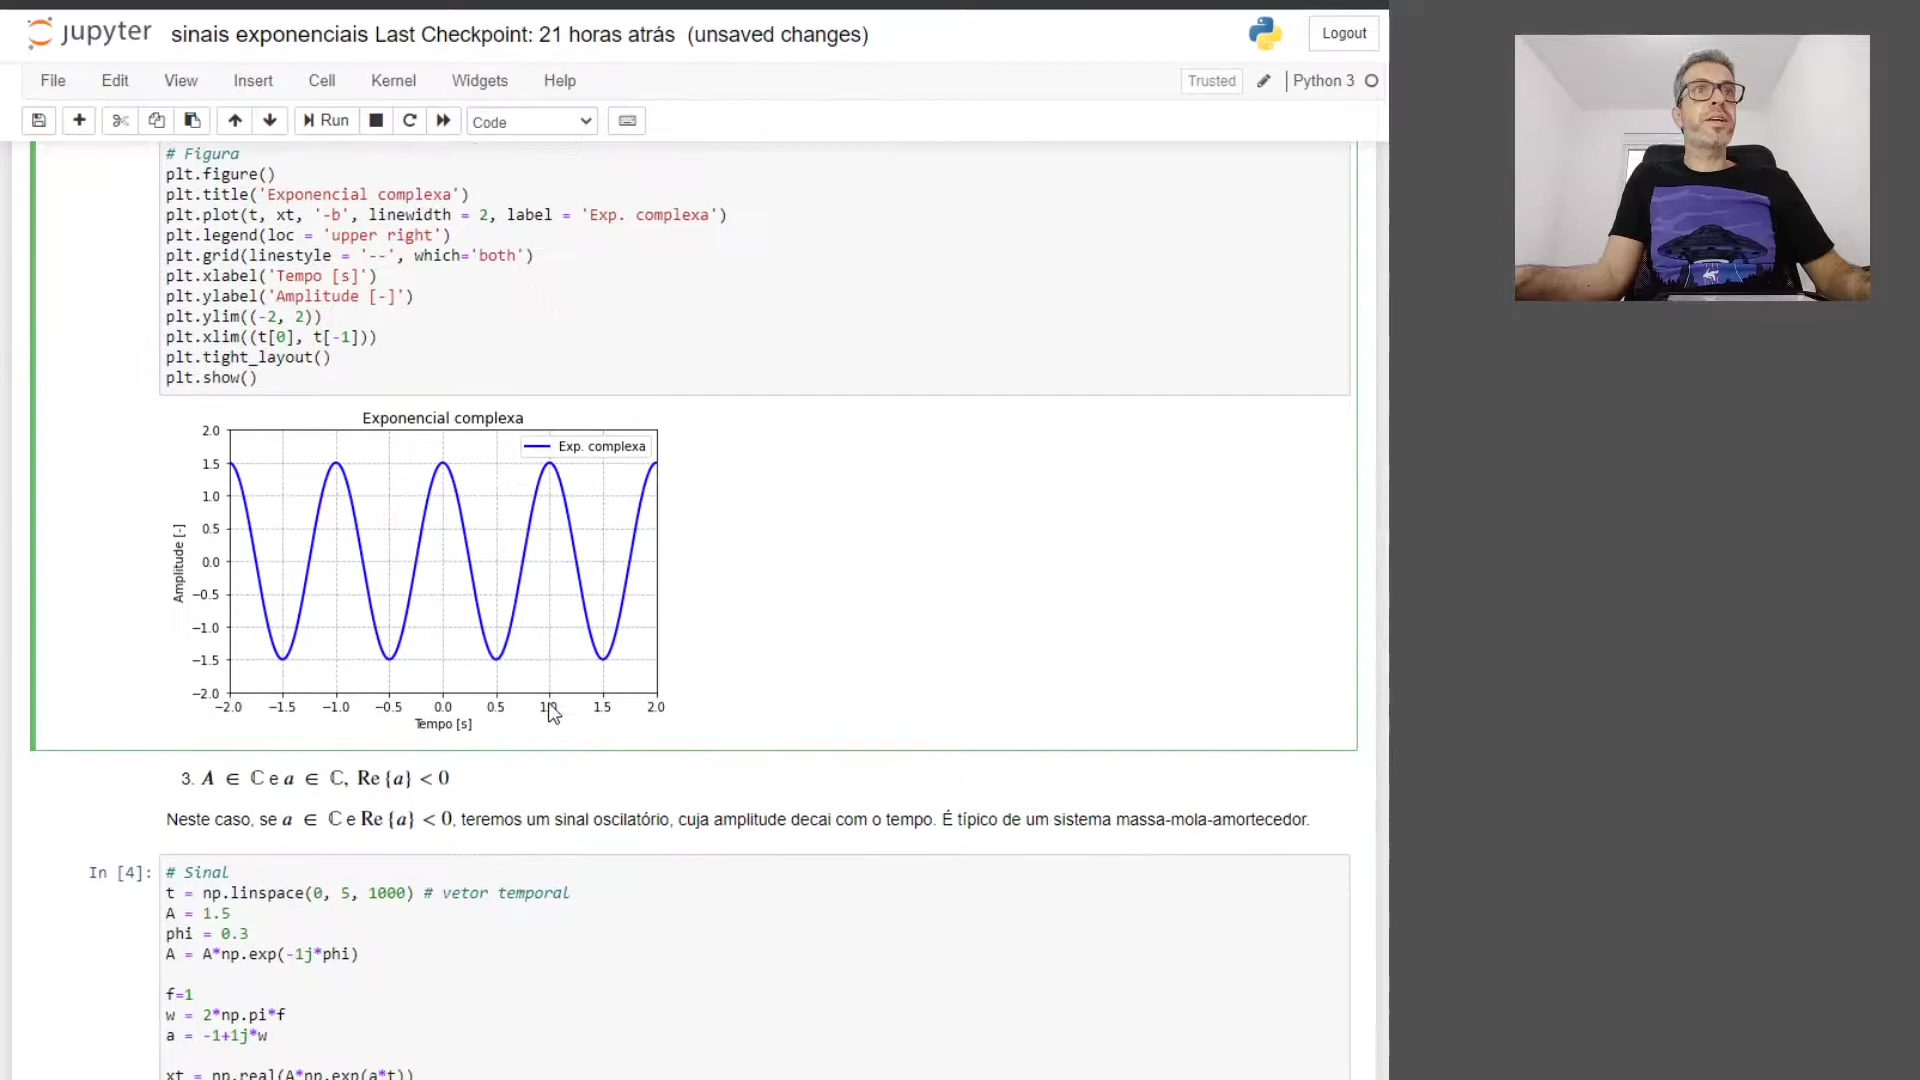 jupyter sinais exponenciais Last Checkpoint: 21 horas atrás (unsaved changes) Logout
File Edit View Insert Cell Kernel Widgets Help Trusted Python 3
Run Code
# Figura
plt.figure()
plt.title('Exponencial complexa')
plt.plot(t, xt, '-b', linewidth = 2, label = 'Exp. complexa')
plt.legend(loc = 'upper right')
plt.grid(linestyle = '--', which='both')
plt.xlabel('Tempo [s]')
plt.ylabel('Amplitude [-]')
plt.ylim((-2, 2))
plt.xlim((t[0], t[-1]))
plt.tight_layout()
plt.show()
Exponencial complexa
Exp. complexa
2.0
1.5
1.0
0.5
0.0
−0.5
−1.0
−1.5
−2.0
Amplitude [-]
−2.0 −1.5 −1.0 −0.5 0.0 0.5 1.0 1.5 2.0
Tempo [s]
3. A ∈ ℂ e a ∈ ℂ, Re {a} < 0
Neste caso, se a ∈ ℂ e Re {a} < 0, teremos um sinal oscilatório, cuja amplitude decai com o tempo. É típico de um sistema massa-mola-amortecedor.
In [4]: # Sinal
t = np.linspace(0, 5, 1000) # vetor temporal
A = 1.5
phi = 0.3
A = A*np.exp(-1j*phi)
f=1
w = 2*np.pi*f
a = -1+1j*w
xt = np.real(A*np.exp(a*t))